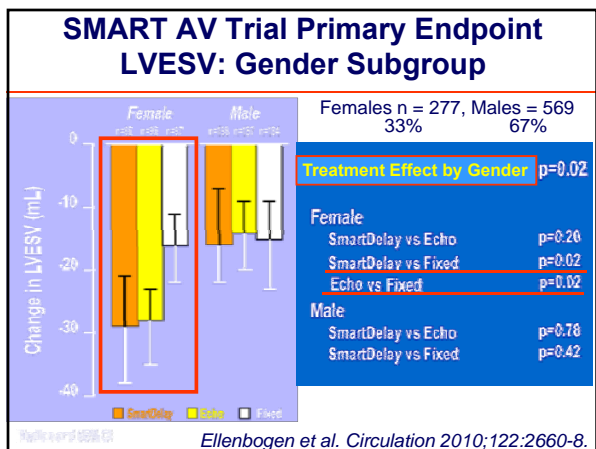 SMART AV Trial Primary Endpoint
LVESV: Gender Subgroup
Female Male
Females n = 277, Males = 569
33% 67%
Treatment Effect by Gender p=0.02
Female
SmartDelay vs Echo p=0.20
SmartDelay vs Fixed p=0.02
Echo vs Fixed p=0.02
Male
SmartDelay vs Echo p=0.78
SmartDelay vs Fixed p=0.42
Change in LVESV (mL)
0
-10
-20
-30
-40
SmartDelay Echo Fixed
Ellenbogen et al. Circulation 2010;122:2660-8.